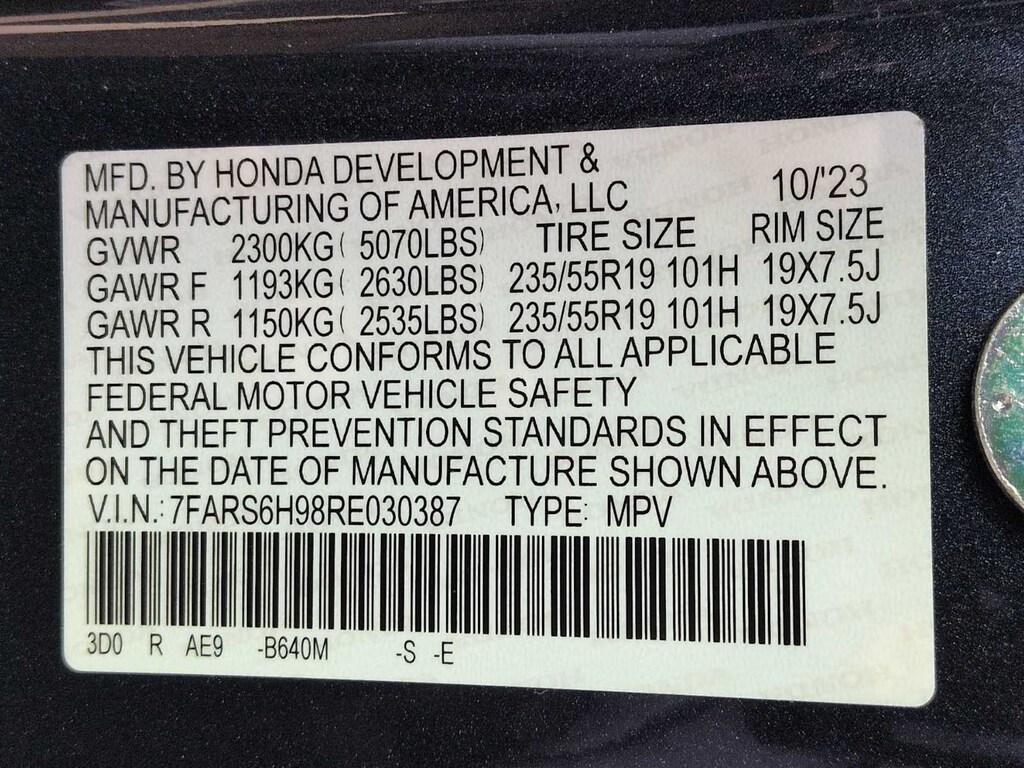 MFD. BY HONDA DEVELOPMENT &
MANUFACTURING OF AMERICA, LLC 10/'23
GVWR 2300KG( 5070LBS) TIRE SIZE RIM SIZE
GAWR F 1193KG( 2630LBS) 235/55R19 101H 19X7.5J
GAWR R 1150KG( 2535LBS) 235/55R19 101H 19X7.5J
THIS VEHICLE CONFORMS TO ALL APPLICABLE
FEDERAL MOTOR VEHICLE SAFETY
AND THEFT PREVENTION STANDARDS IN EFFECT
ON THE DATE OF MANUFACTURE SHOWN ABOVE.
V.I.N.: 7FARS6H98RE030387 TYPE: MPV
3D0 R AE9 -B640M -S -E